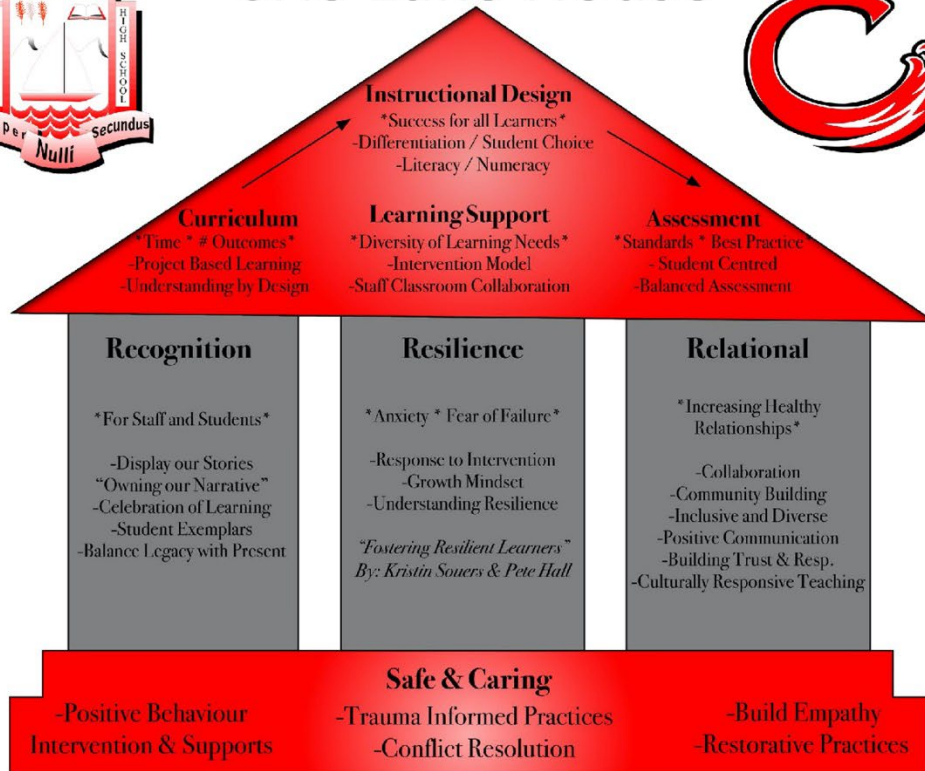 HIGH SCHOOL
Per
Nulli
Secundus
Instructional Design
*Success for all Learners*
-Differentiation / Student Choice
-Literacy / Numeracy
Curriculum
*Time * # Outcomes*
-Project Based Learning
-Understanding by Design
Learning Support
*Diversity of Learning Needs*
-Intervention Model
-Staff Classroom Collaboration
Assessment
*Standards * Best Practice*
- Student Centred
-Balanced Assessment
Recognition
*For Staff and Students*
-Display our Stories
“Owning our Narrative”
-Celebration of Learning
-Student Exemplars
-Balance Legacy with Present
Resilience
*Anxiety * Fear of Failure*
-Response to Intervention
-Growth Mindset
-Understanding Resilience
“Fostering Resilient Learners”
By: Kristin Souers & Pete Hall
Relational
*Increasing Healthy
Relationships*
-Collaboration
-Community Building
-Inclusive and Diverse
-Positive Communication
-Building Trust & Resp.
-Culturally Responsive Teaching
Safe & Caring
-Positive Behaviour
Intervention & Supports
-Trauma Informed Practices
-Conflict Resolution
-Build Empathy
-Restorative Practices